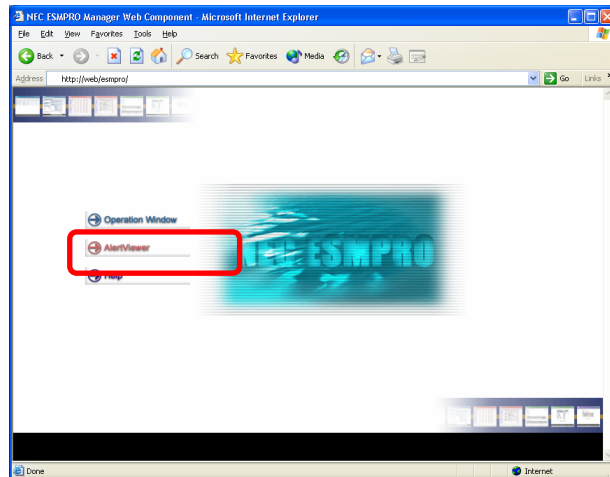 NEC ESMPRO Manager Web Component - Microsoft Internet Explorer
File Edit View Favorites Tools Help
Back Search Favorites Media
Address http://web/esmpro/ Go Links
Operation Window
AlertViewer
Help
NEC ESMPRO
Done Internet